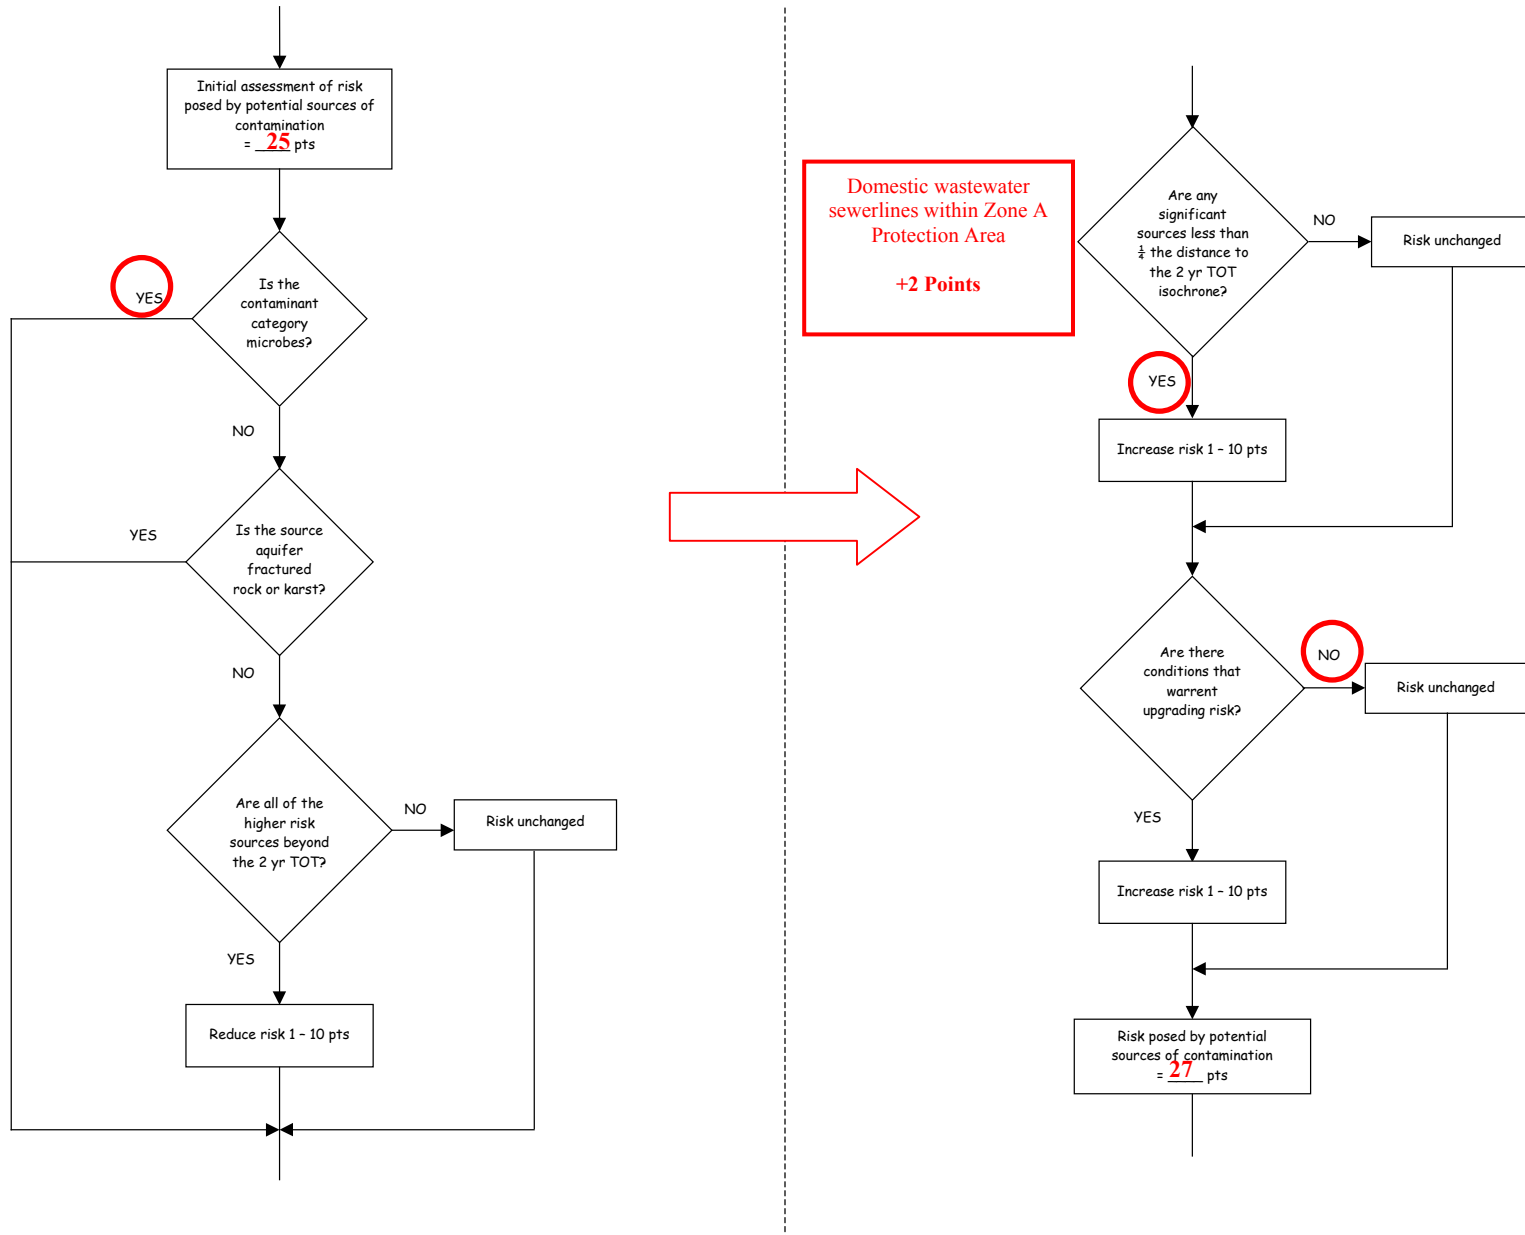 Initial assessment of risk
posed by potential sources of
contamination
= 25 pts
Is the
contaminant
category
microbes?
YES
NO
Is the source
aquifer
fractured
rock or karst?
YES
NO
Are all of the
higher risk
sources beyond
the 2 yr TOT?
NO
Risk unchanged
YES
Reduce risk 1 – 10 pts
Domestic wastewater
sewerlines within Zone A
Protection Area
+2 Points
Are any
significant
sources less than
¼ the distance to
the 2 yr TOT
isochrone?
NO
Risk unchanged
YES
Increase risk 1 – 10 pts
Are there
conditions that
warrent
upgrading risk?
NO
Risk unchanged
YES
Increase risk 1 – 10 pts
Risk posed by potential
sources of contamination
= 27 pts